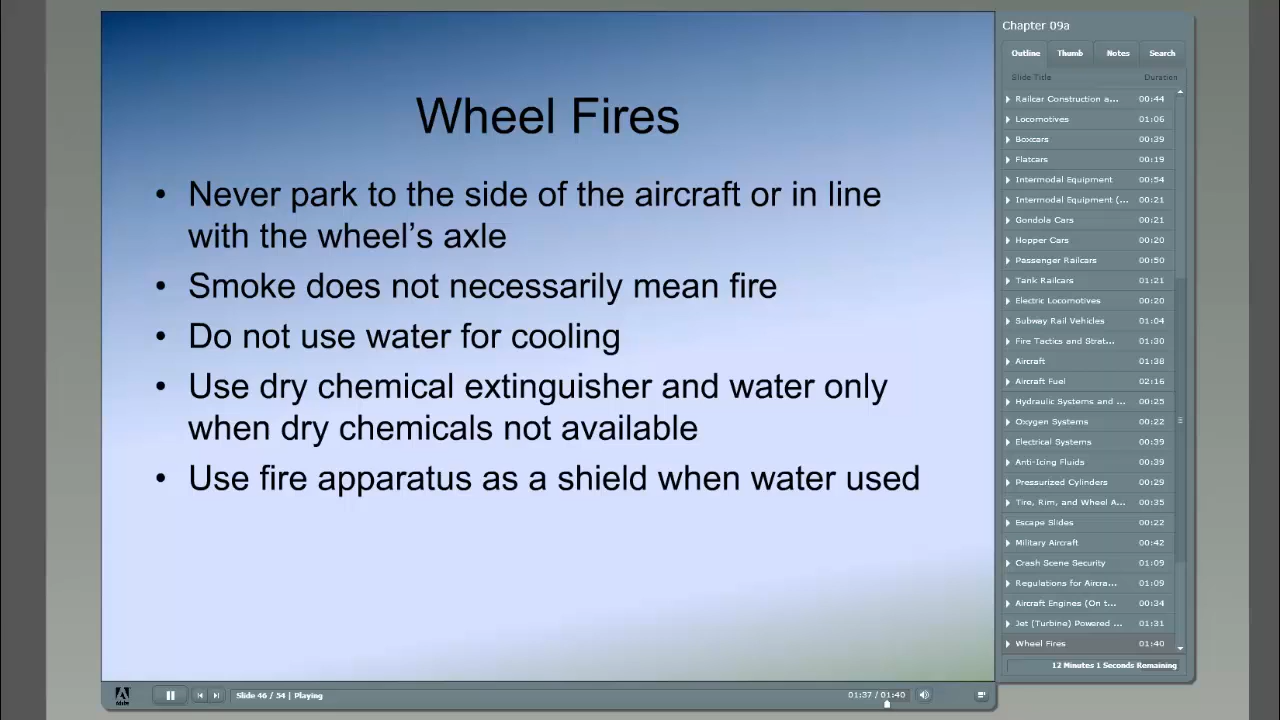 Wheel Fires
• Never park to the side of the aircraft or in line
with the wheel's axle
• Smoke does not necessarily mean fire
• Do not use water for cooling
• Use dry chemical extinguisher and water only
when dry chemicals not available
• Use fire apparatus as a shield when water used
Chapter 09a
Outline Thumb Notes Search
Slide Title Duration
Railcar Construction a... 00:44
Locomotives 01:06
Boxcars 00:39
Flatcars 00:19
Intermodal Equipment 00:54
Intermodal Equipment (... 00:21
Gondola Cars 00:21
Hopper Cars 00:20
Passenger Railcars 00:50
Tank Railcars 01:21
Electric Locomotives 00:20
Subway Rail Vehicles 01:04
Fire Tactics and Strat... 01:30
Aircraft 01:38
Aircraft Fuel 02:16
Hydraulic Systems and ... 00:25
Oxygen Systems 00:22
Electrical Systems 00:39
Anti-Icing Fluids 00:39
Pressurized Cylinders 00:29
Tire, Rim, and Wheel A... 00:35
Escape Slides 00:22
Military Aircraft 00:42
Crash Scene Security 01:09
Regulations for Aircra... 01:09
Aircraft Engines (On t... 00:34
Jet (Turbine) Powered ... 01:31
Wheel Fires 01:40
12 Minutes 1 Seconds Remaining
Adobe
Slide 46 / 54 | Playing
01:37 / 01:40